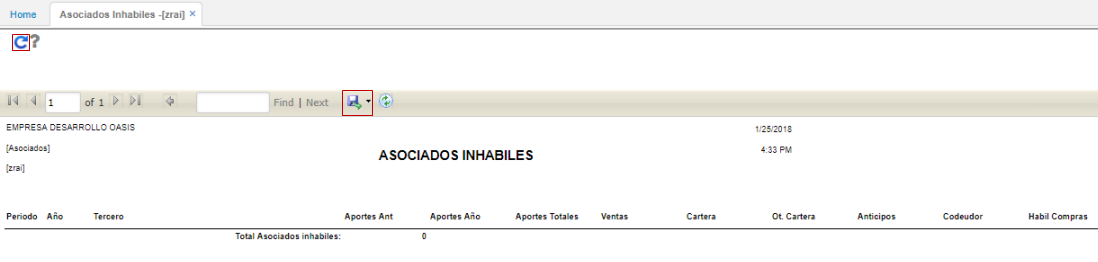 Home Asociados Inhabiles -[zrai] ×
?
1 of 1 Find | Next
EMPRESA DESARROLLO OASIS 1/25/2018
[Asociados] ASOCIADOS INHABILES 4:33 PM
[zrai]
Periodo Año Tercero Aportes Ant Aportes Año Aportes Totales Ventas Cartera Ot. Cartera Anticipos Codeudor Habil Compras
Total Asociados inhabiles: 0